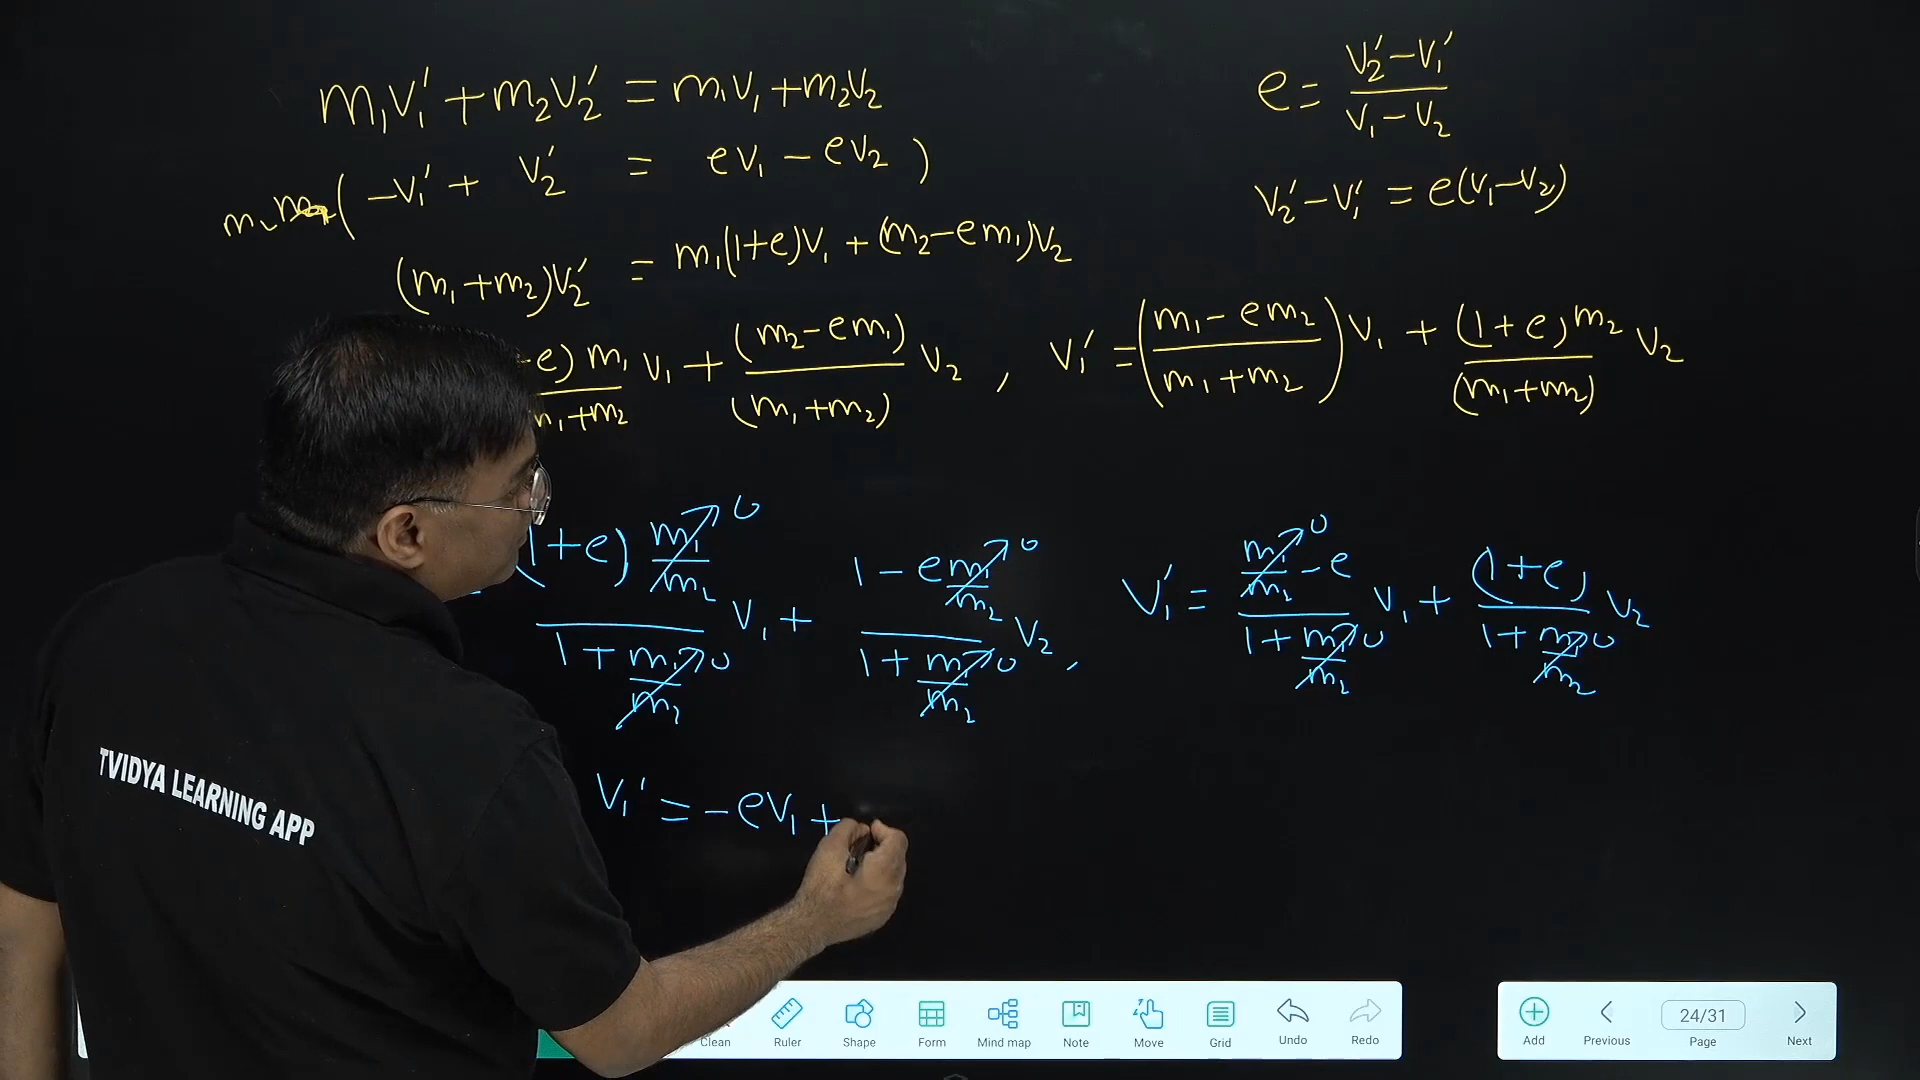 m₁v₁' + m₂v₂' = m₁v₁ + m₂v₂
( -v₁' + v₂' = ev₁ - ev₂ )
(m₁+m₂)v₂' = m₁(1+e)v₁ + (m₂-em₁)v₂
e) m₁/m₁+m₂ v₁ + (m₂-em₁)/(m₁+m₂) v₂ , v₁' = (m₁-em₂/m₁+m₂) v₁ + (1+e)m₂/(m₁+m₂) v₂
e = v₂'-v₁'/v₁-v₂
v₂'-v₁' = e(v₁-v₂)
(1+e) m₁/m₂ 0 / 1 + m₁/m₂ 0 v₁ + 1 - em₁/m₂ 0 / 1 + m₁/m₂ 0 v₂ , v₁' = m₁/m₂ 0 - e / 1 + m₁/m₂ 0 v₁ + (1+e) / 1 + m₁/m₂ 0 v₂
v₁' = -ev₁ +
TVIDYA LEARNING APP
Clean Ruler Shape Form Mind map Note Move Grid Undo Redo
Add Previous 24/31 Page Next